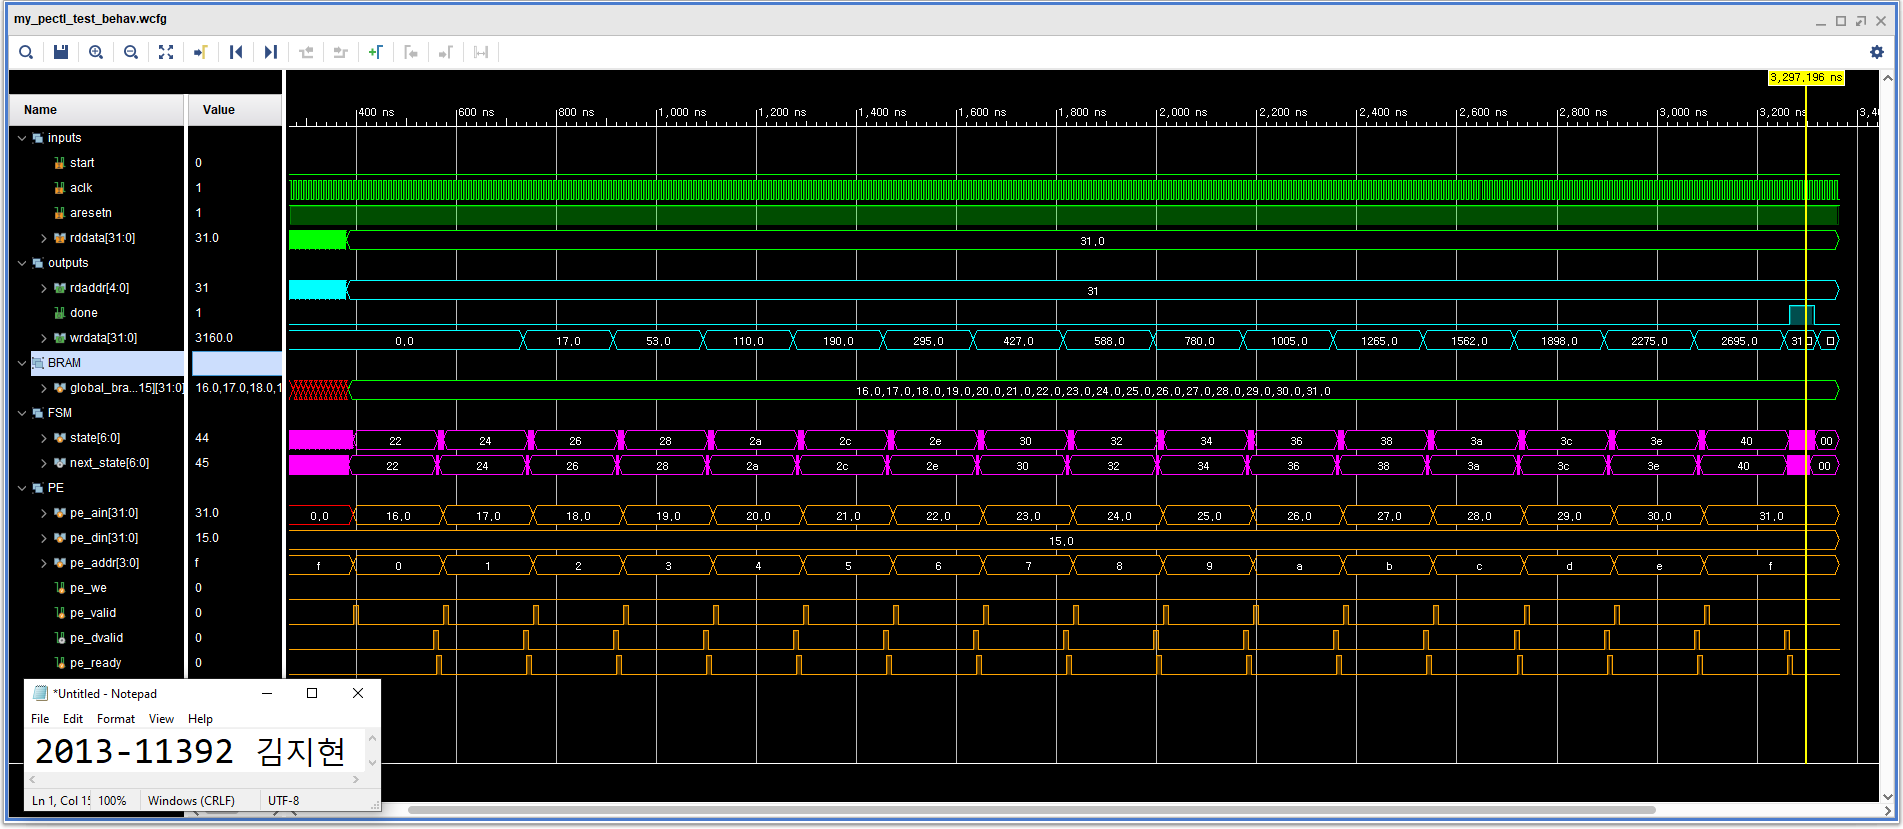 my_pectl_test_behav.wcfg
3,297,196 ns
Name Value
400 ns 600 ns 800 ns 1,000 ns 1,200 ns 1,400 ns 1,600 ns 1,800 ns 2,000 ns 2,200 ns 2,400 ns 2,600 ns 2,800 ns 3,000 ns 3,200 ns
inputs
start 0
aclk 1
aresetn 1
rddata[31:0] 31.0 31.0
outputs
rdaddr[4:0] 31 31
done 1
wrdata[31:0] 3160.0 0.0 17.0 53.0 110.0 190.0 295.0 427.0 588.0 780.0 1005.0 1265.0 1562.0 1898.0 2275.0 2695.0
BRAM
global_bra...15][31:0] 16.0,17.0,18.0,1 16.0,17.0,18.0,19.0,20.0,21.0,22.0,23.0,24.0,25.0,26.0,27.0,28.0,29.0,30.0,31.0
FSM
state[6:0] 44 22 24 26 28 2a 2c 2e 30 32 34 36 38 3a 3c 3e 40 00
next_state[6:0] 45 22 24 26 28 2a 2c 2e 30 32 34 36 38 3a 3c 3e 40 00
PE
pe_ain[31:0] 31.0 0.0 16.0 17.0 18.0 19.0 20.0 21.0 22.0 23.0 24.0 25.0 26.0 27.0 28.0 29.0 30.0 31.0
pe_din[31:0] 15.0 15.0
pe_addr[3:0] f f 0 1 2 3 4 5 6 7 8 9 a b c d e f
pe_we 0
pe_valid 0
pe_dvalid 0
pe_ready 0
*Untitled - Notepad
File Edit Format View Help
2013-11392 김지현
Ln 1, Col 15 100% Windows (CRLF) UTF-8